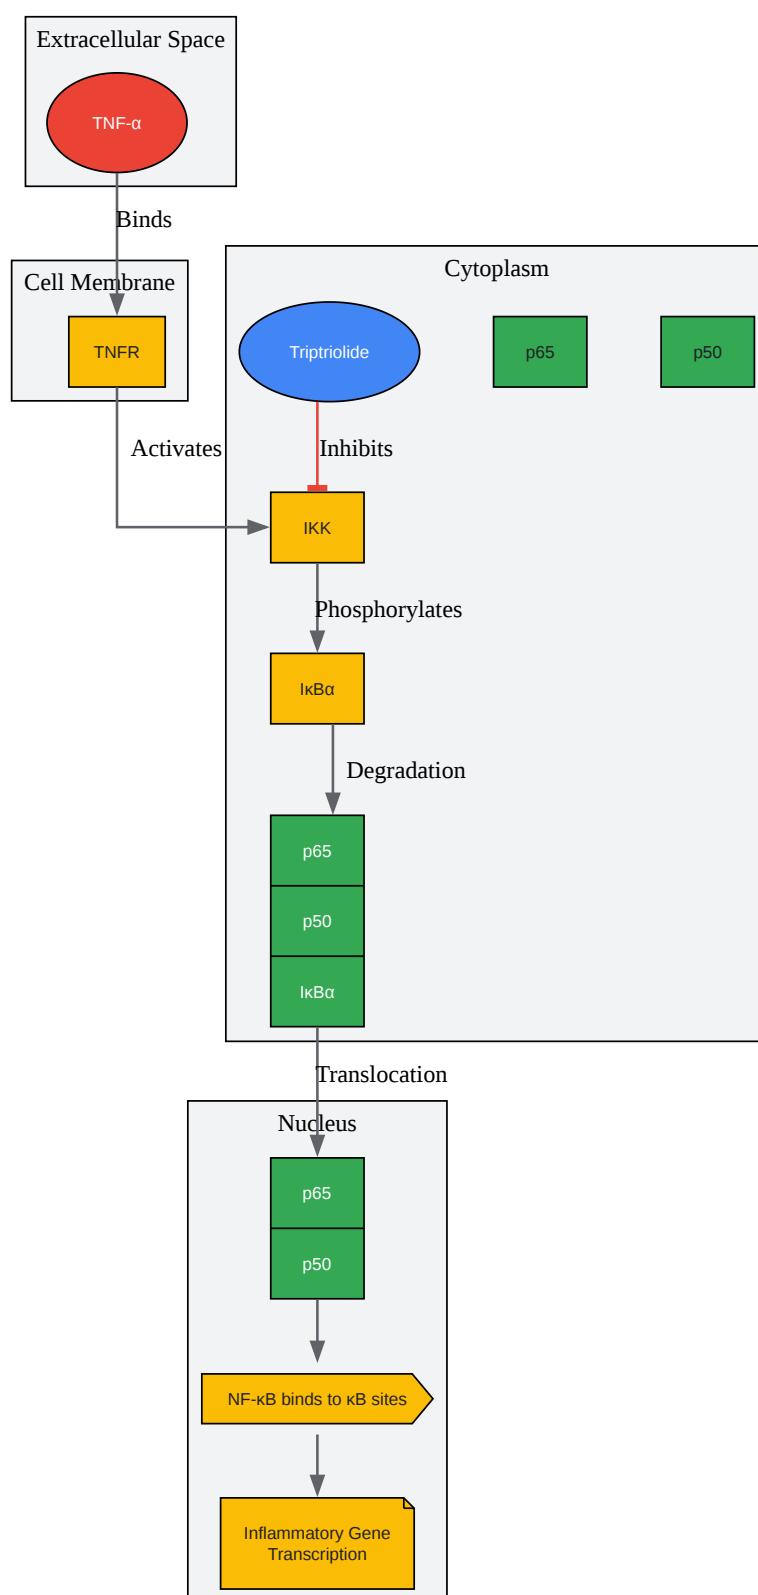 Extracellular Space
TNF-α
Binds
Cell Membrane
TNFR
Activates
Cytoplasm
Triptriolide
p65
p50
Inhibits
IKK
Phosphorylates
IκBα
Degradation
p65
p50
IκBα
Translocation
Nucleus
p65
p50
NF-κB binds to κB sites
Inflammatory Gene
Transcription